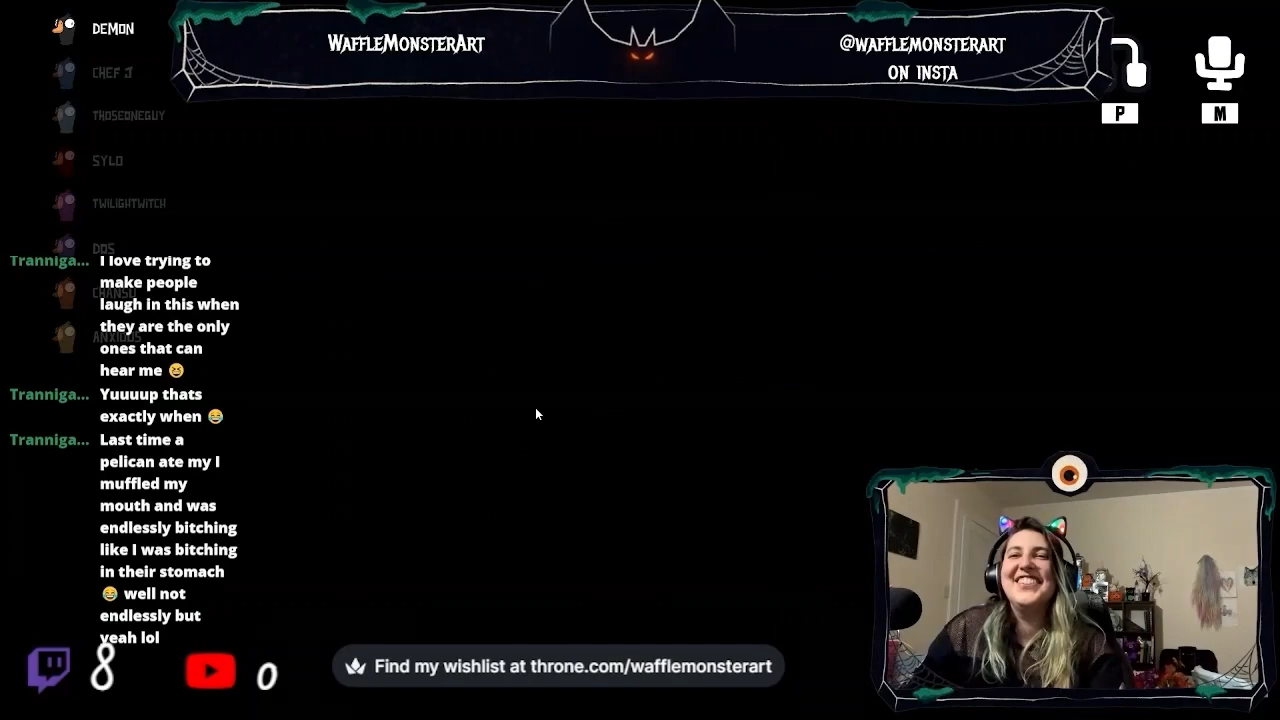 DEMON
CHEF J
THOSEONEGUY
SYLO
TWILIGHTWITCH
DOS
CHANSO
ANXIOUS
WAFFLEMONSTERART
@WAFFLEMONSTERART
ON INSTA
P
M
Tranniga... I love trying to
make people
laugh in this when
they are the only
ones that can
hear me 😆
Tranniga... Yuuuup thats
exactly when 😂
Tranniga... Last time a
pelican ate my I
muffled my
mouth and was
endlessly bitching
like I was bitching
in their stomach
😂 well not
endlessly but
yeah lol
8
0
Find my wishlist at throne.com/wafflemonsterart